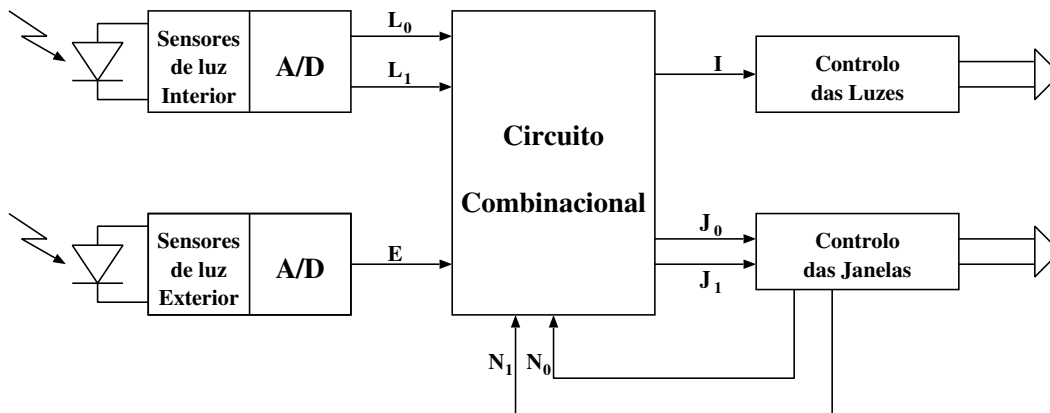 Sensores
de luz
Interior
A/D
L0
L1
Circuito
Combinacional
I
Controlo
das Luzes
Sensores
de luz
Exterior
A/D
E
J0
J1
Controlo
das Janelas
N1
N0